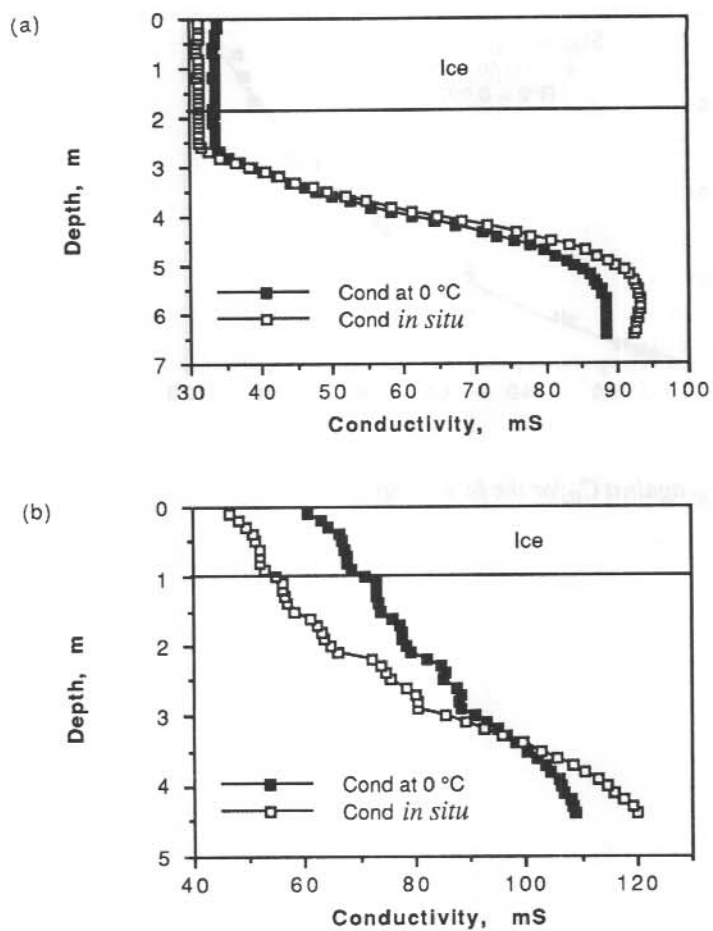 (a)
0
1
2
3
4
5
6
7
Depth, m
Ice
Cond at 0 °C
Cond in situ
30 40 50 60 70 80 90 100
Conductivity, mS
(b)
0
1
2
3
4
5
Depth, m
Ice
Cond at 0 °C
Cond in situ
40 60 80 100 120
Conductivity, mS